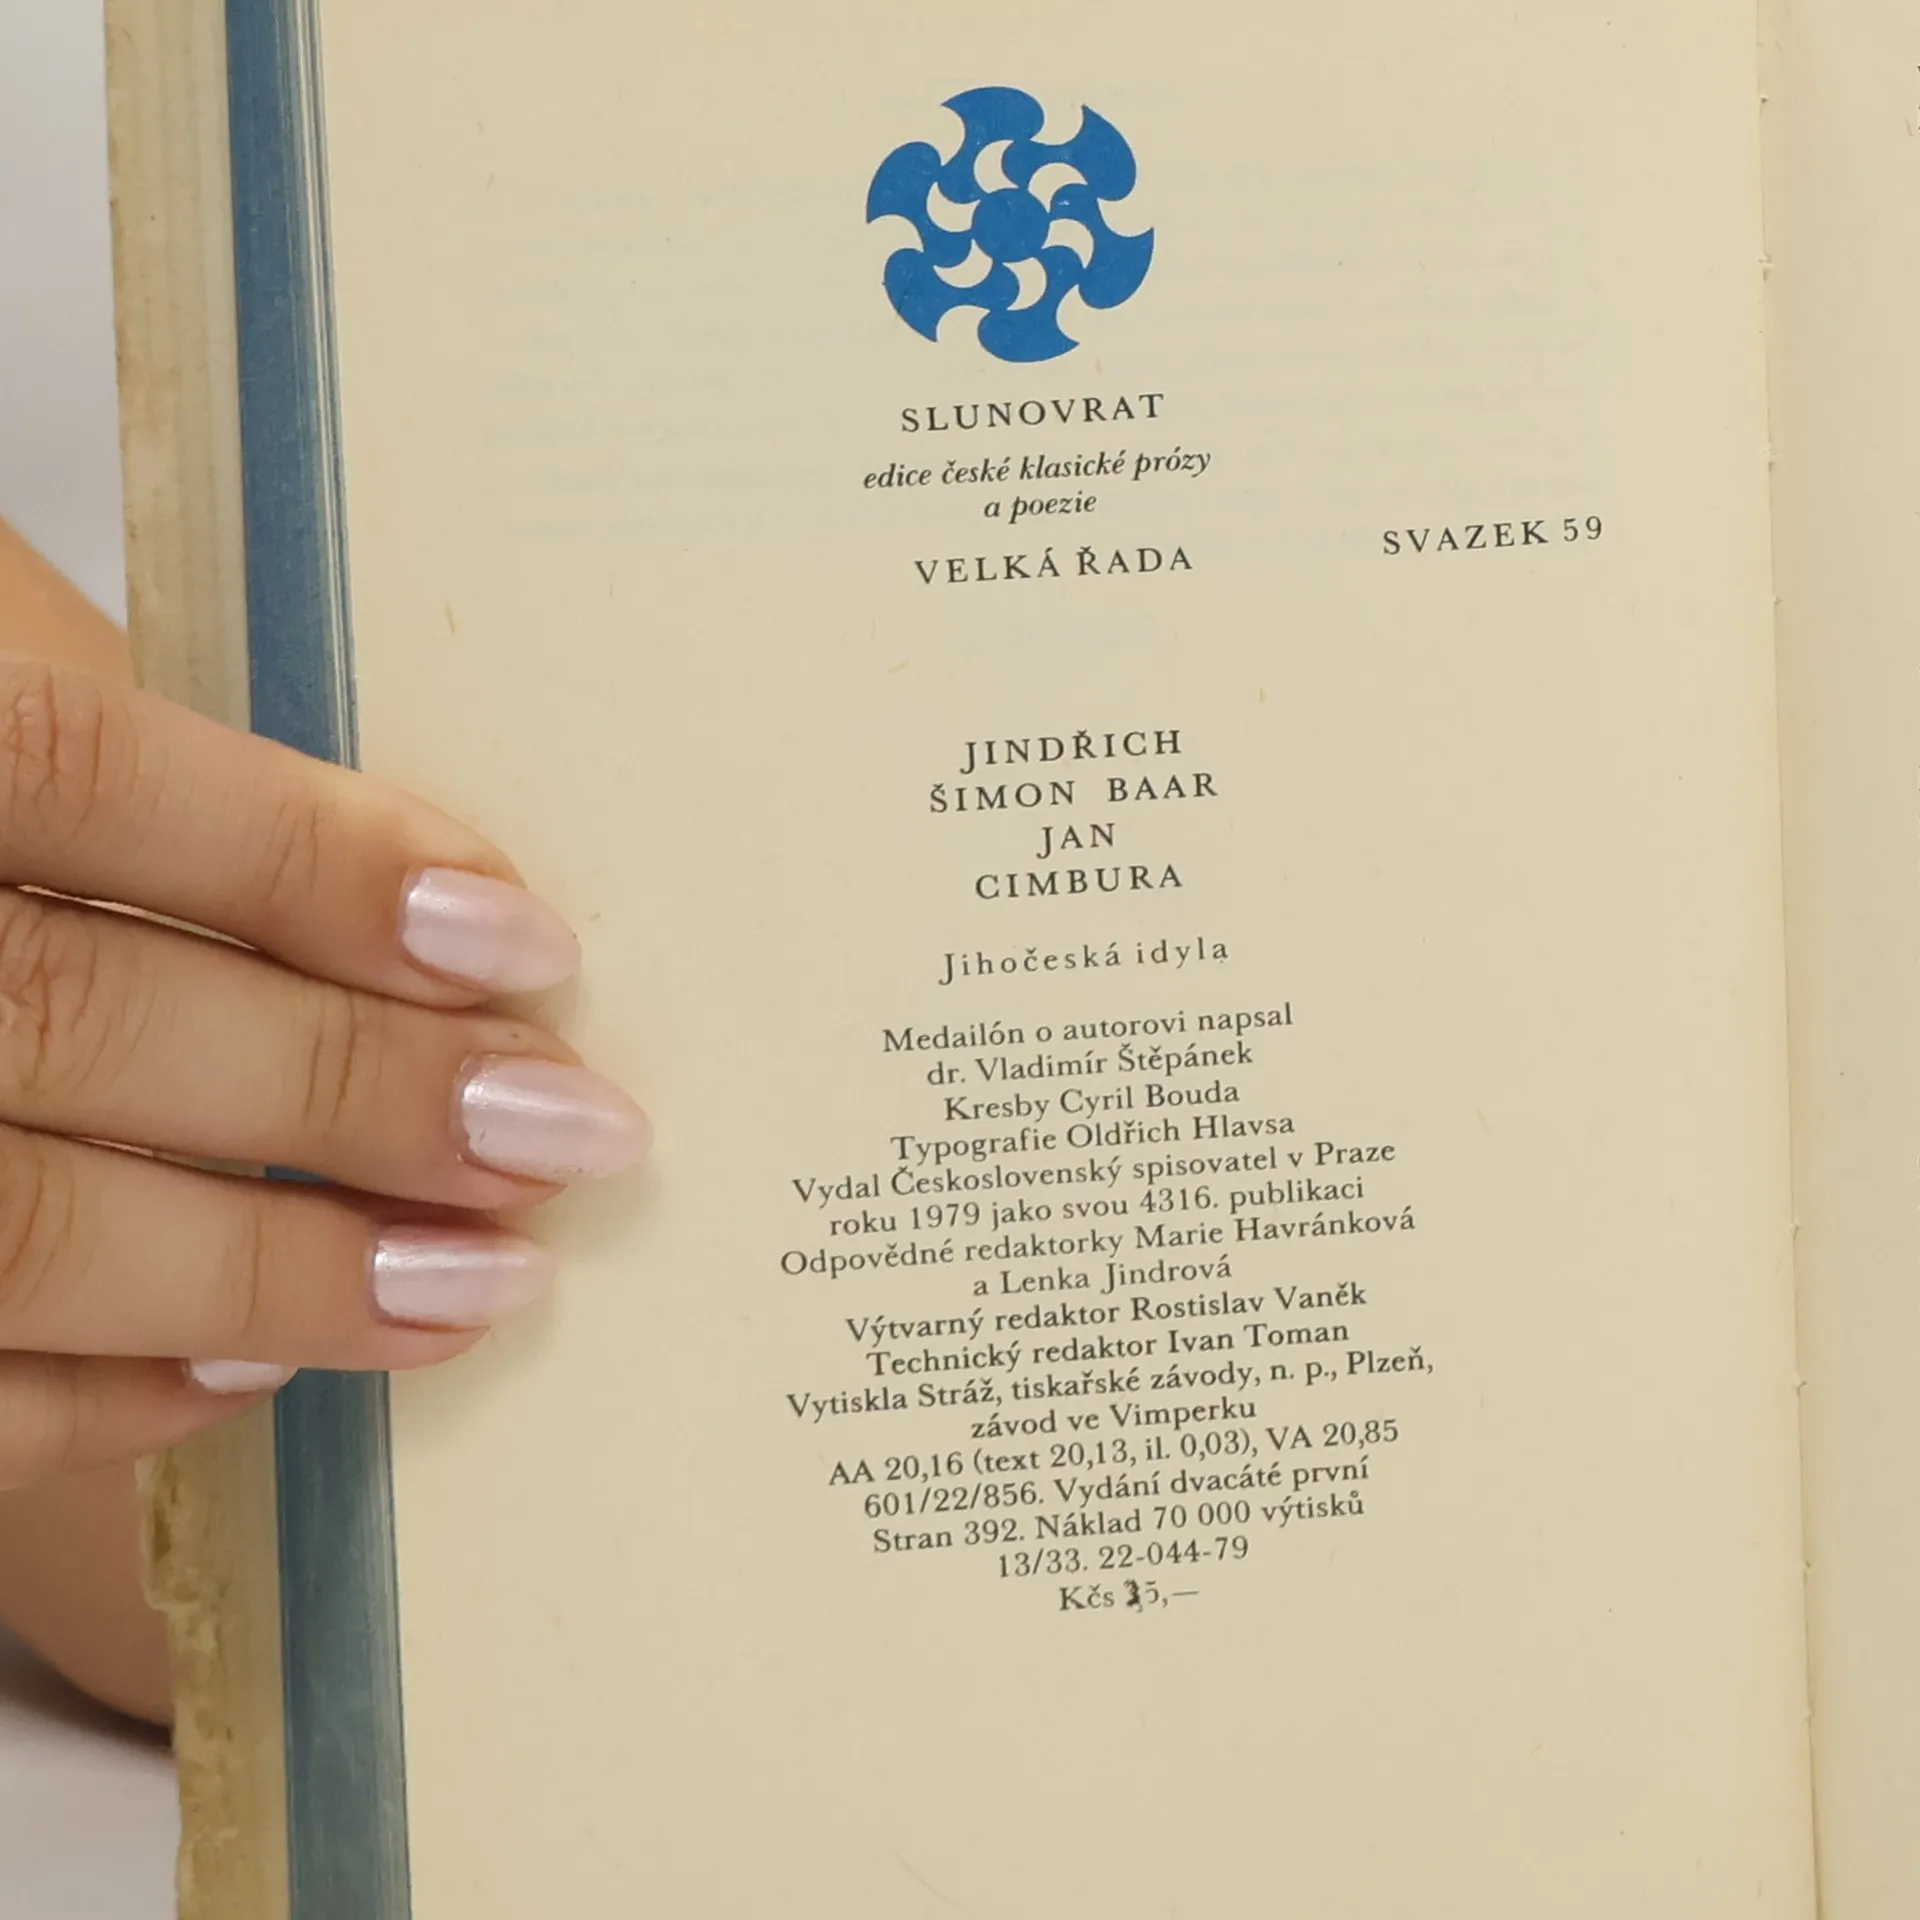 SLUNOVRAT
edice české klasické prózy
a poezie
VELKÁ ŘADA
SVAZEK 59
JINDŘICH
ŠIMON BAAR
JAN
CIMBURA
Jihočeská idyla
Medailón o autorovi napsal
dr. Vladimír Štěpánek
Kresby Cyril Bouda
Typografie Oldřich Hlavsa
Vydal Československý spisovatel v Praze
roku 1979 jako svou 4316. publikaci
Odpovědné redaktorky Marie Havránková
a Lenka Jindrová
Výtvarný redaktor Rostislav Vaněk
Technický redaktor Ivan Toman
Vytiskla Stráž, tiskařské závody, n. p., Plzeň,
závod ve Vimperku
AA 20,16 (text 20,13, il. 0,03), VA 20,85
601/22/856. Vydání dvacáté první
Stran 392. Náklad 70 000 výtisků
13/33. 22-044-79
Kčs